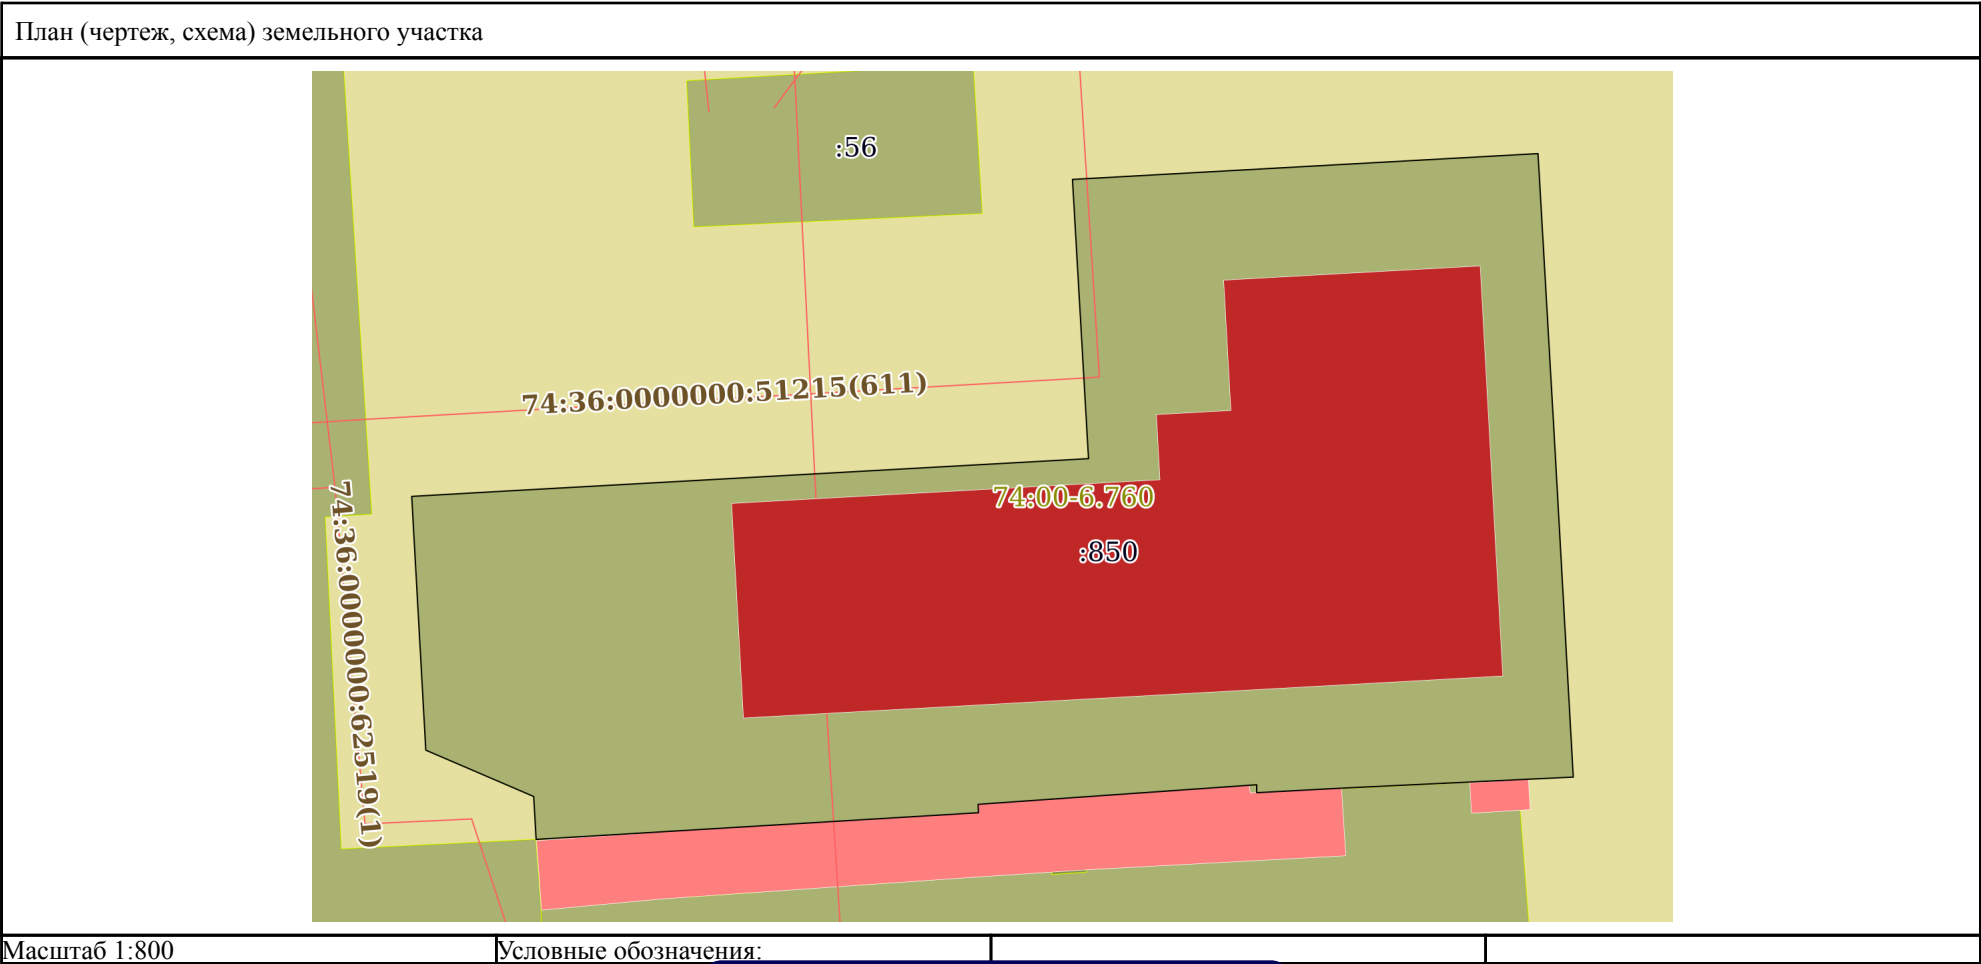 План (чертеж, схема) земельного участка
:56
74:36:0000000:51215(611)
74:36:0000000:62519(1)
74:00-6.760
:850
Масштаб 1:800
Условные обозначения: